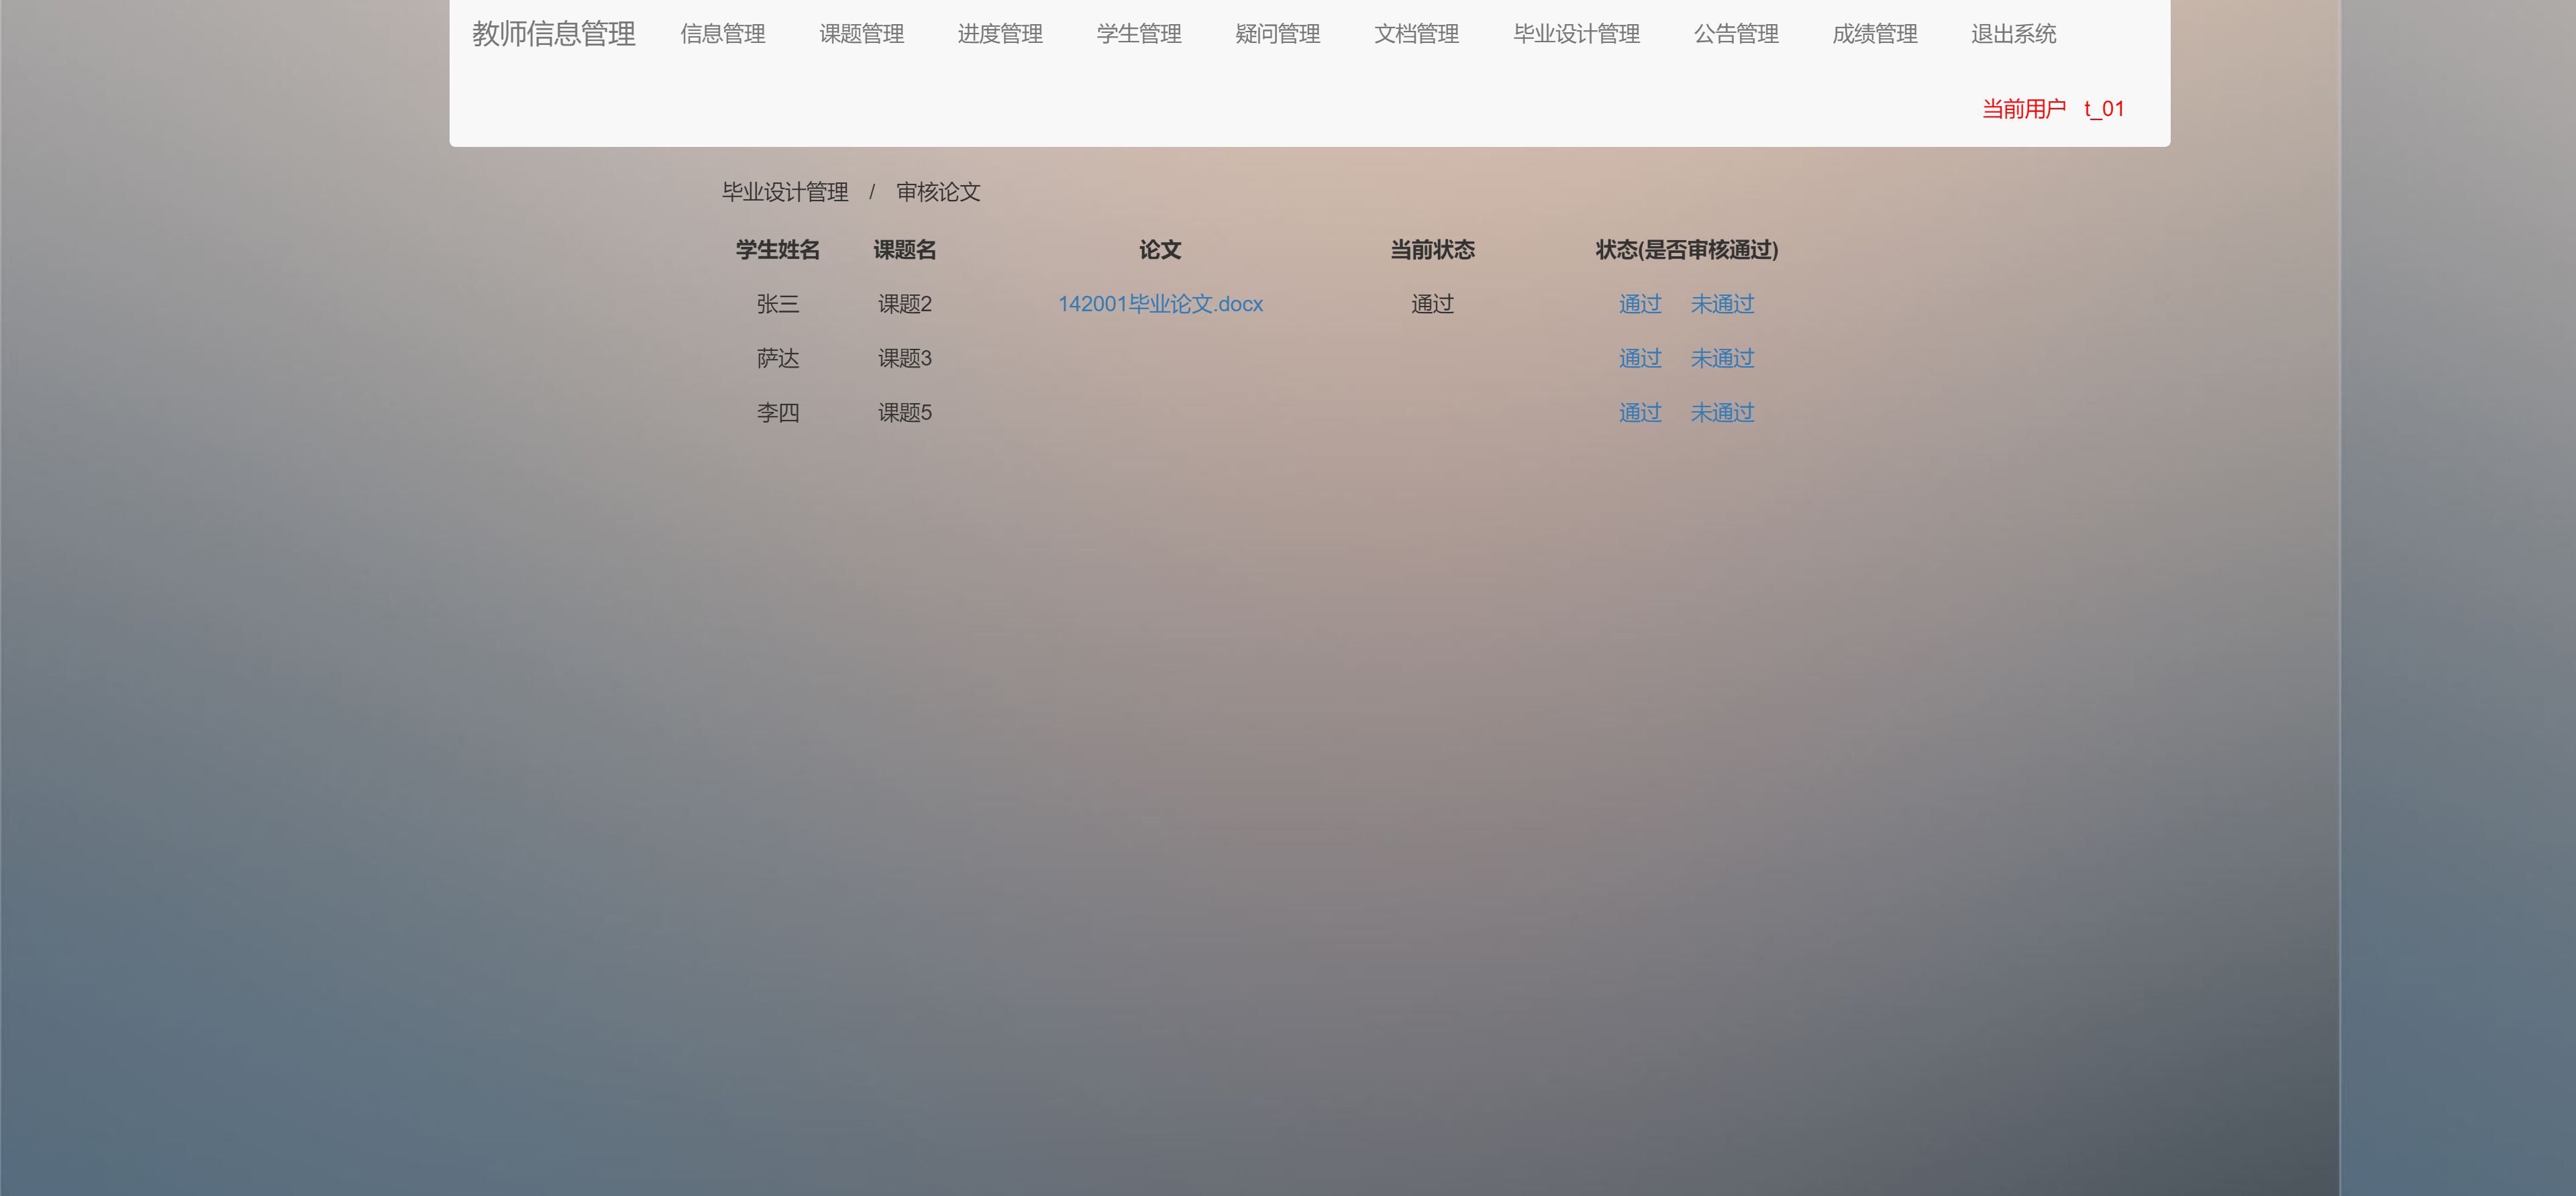 教师信息管理 信息管理 课题管理 进度管理 学生管理 疑问管理 文档管理 毕业设计管理 公告管理 成绩管理 退出系统
当前用户 t_01
毕业设计管理 / 审核论文
学生姓名 课题名 论文 当前状态 状态(是否审核通过)
张三 课题2 142001毕业论文.docx 通过 通过 未通过
萨达 课题3 通过 未通过
李四 课题5 通过 未通过